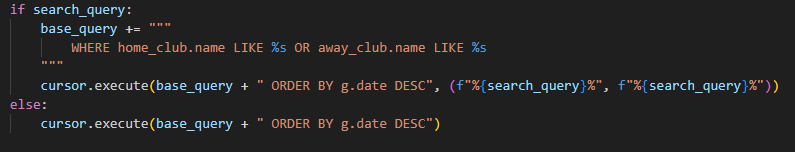 if search_query:
    base_query += """
        WHERE home_club.name LIKE %s OR away_club.name LIKE %s
    """
    cursor.execute(base_query + " ORDER BY g.date DESC", (f"%{search_query}%", f"%{search_query}%"))
else:
    cursor.execute(base_query + " ORDER BY g.date DESC")